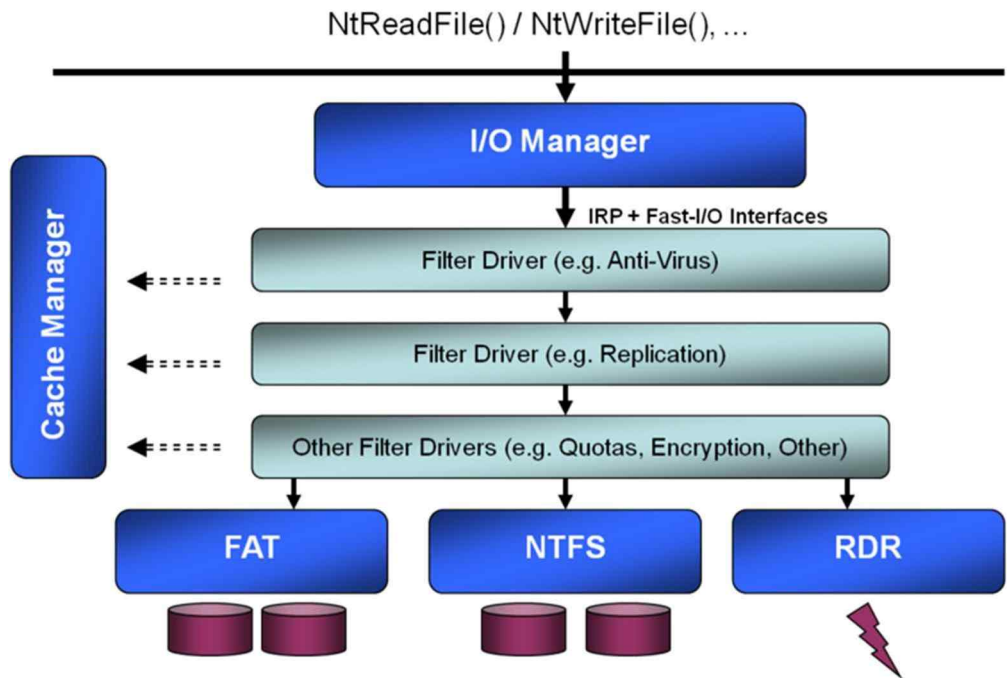 NtReadFile() / NtWriteFile(), ...
I/O Manager
IRP + Fast-I/O Interfaces
Cache Manager
Filter Driver (e.g. Anti-Virus)
Filter Driver (e.g. Replication)
Other Filter Drivers (e.g. Quotas, Encryption, Other)
FAT
NTFS
RDR